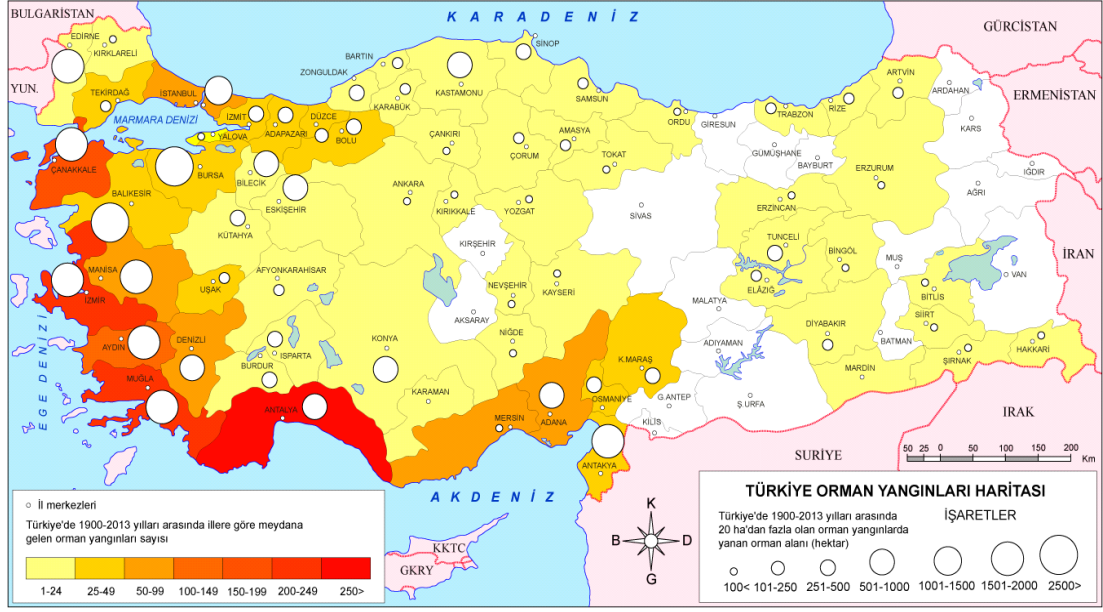 BULGARİSTAN
KARADENİZ
GÜRCİSTAN
EDİRNE
KIRKLARELİ
SİNOP
BARTIN
ZONGULDAK
KASTAMONU
ARTVİN
ARDAHAN
YUN.
TEKİRDAĞ
İSTANBUL
KARABÜK
SAMSUN
ERMENİSTAN
MARMARA DENİZİ
İZMİT
ADAPAZARI
DÜZCE
BOLU
YALOVA
ÇANKIRI
ÇORUM
AMASYA
ORDU
GİRESUN
TRABZON
RİZE
KARS
ÇANAKKALE
BALIKESİR
BURSA
BİLECİK
ESKİŞEHİR
ANKARA
KIRIKKALE
YOZGAT
TOKAT
SİVAS
GÜMÜŞHANE
BAYBURT
ERZURUM
ERZİNCAN
AĞRI
IĞDIR
KÜTAHYA
MANİSA
UŞAK
AFYONKARAHİSAR
KIRŞEHİR
NEVŞEHİR
KAYSERİ
TUNCELİ
BİNGÖL
MUŞ
VAN
İRAN
İZMİR
AKSARAY
NİĞDE
MALATYA
ELÂZIĞ
BİTLİS
SİİRT
EGE DENİZİ
AYDIN
DENİZLİ
BURDUR
ISPARTA
KONYA
K.MARAŞ
ADIYAMAN
DİYABAKIR
BATMAN
MARDİN
ŞIRNAK
HAKKARİ
MUĞLA
ANTALYA
KARAMAN
MERSİN
ADANA
OSMANİYE
G.ANTEP
KİLİS
Ş.URFA
ANTAKYA
SURİYE
IRAK
50 25 0 50 100 150 200
Km
AKDENİZ
KKTC
GKRY
K
B
D
G
İl merkezleri
Türkiye'de 1900-2013 yılları arasında illere göre meydana
gelen orman yangınları sayısı
1-24 25-49 50-99 100-149 150-199 200-249 250>
TÜRKİYE ORMAN YANGINLARI HARİTASI
Türkiye'de 1900-2013 yılları arasında
20 ha'dan fazla olan orman yangınlarda
yanan orman alanı (hektar)
İŞARETLER
100< 101-250 251-500 501-1000 1001-1500 1501-2000 2500>